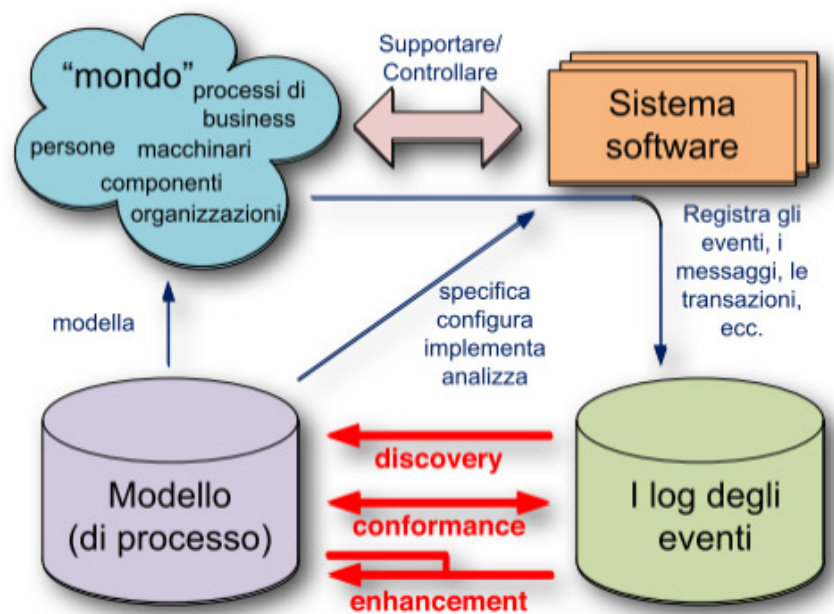 “mondo”
processi di
business
persone
macchinari
componenti
organizzazioni
Supportare/
Controllare
Sistema
software
Registra gli
eventi, i
messaggi, le
transazioni,
ecc.
modella
specifica
configura
implementa
analizza
Modello
(di processo)
discovery
conformance
enhancement
I log degli
eventi